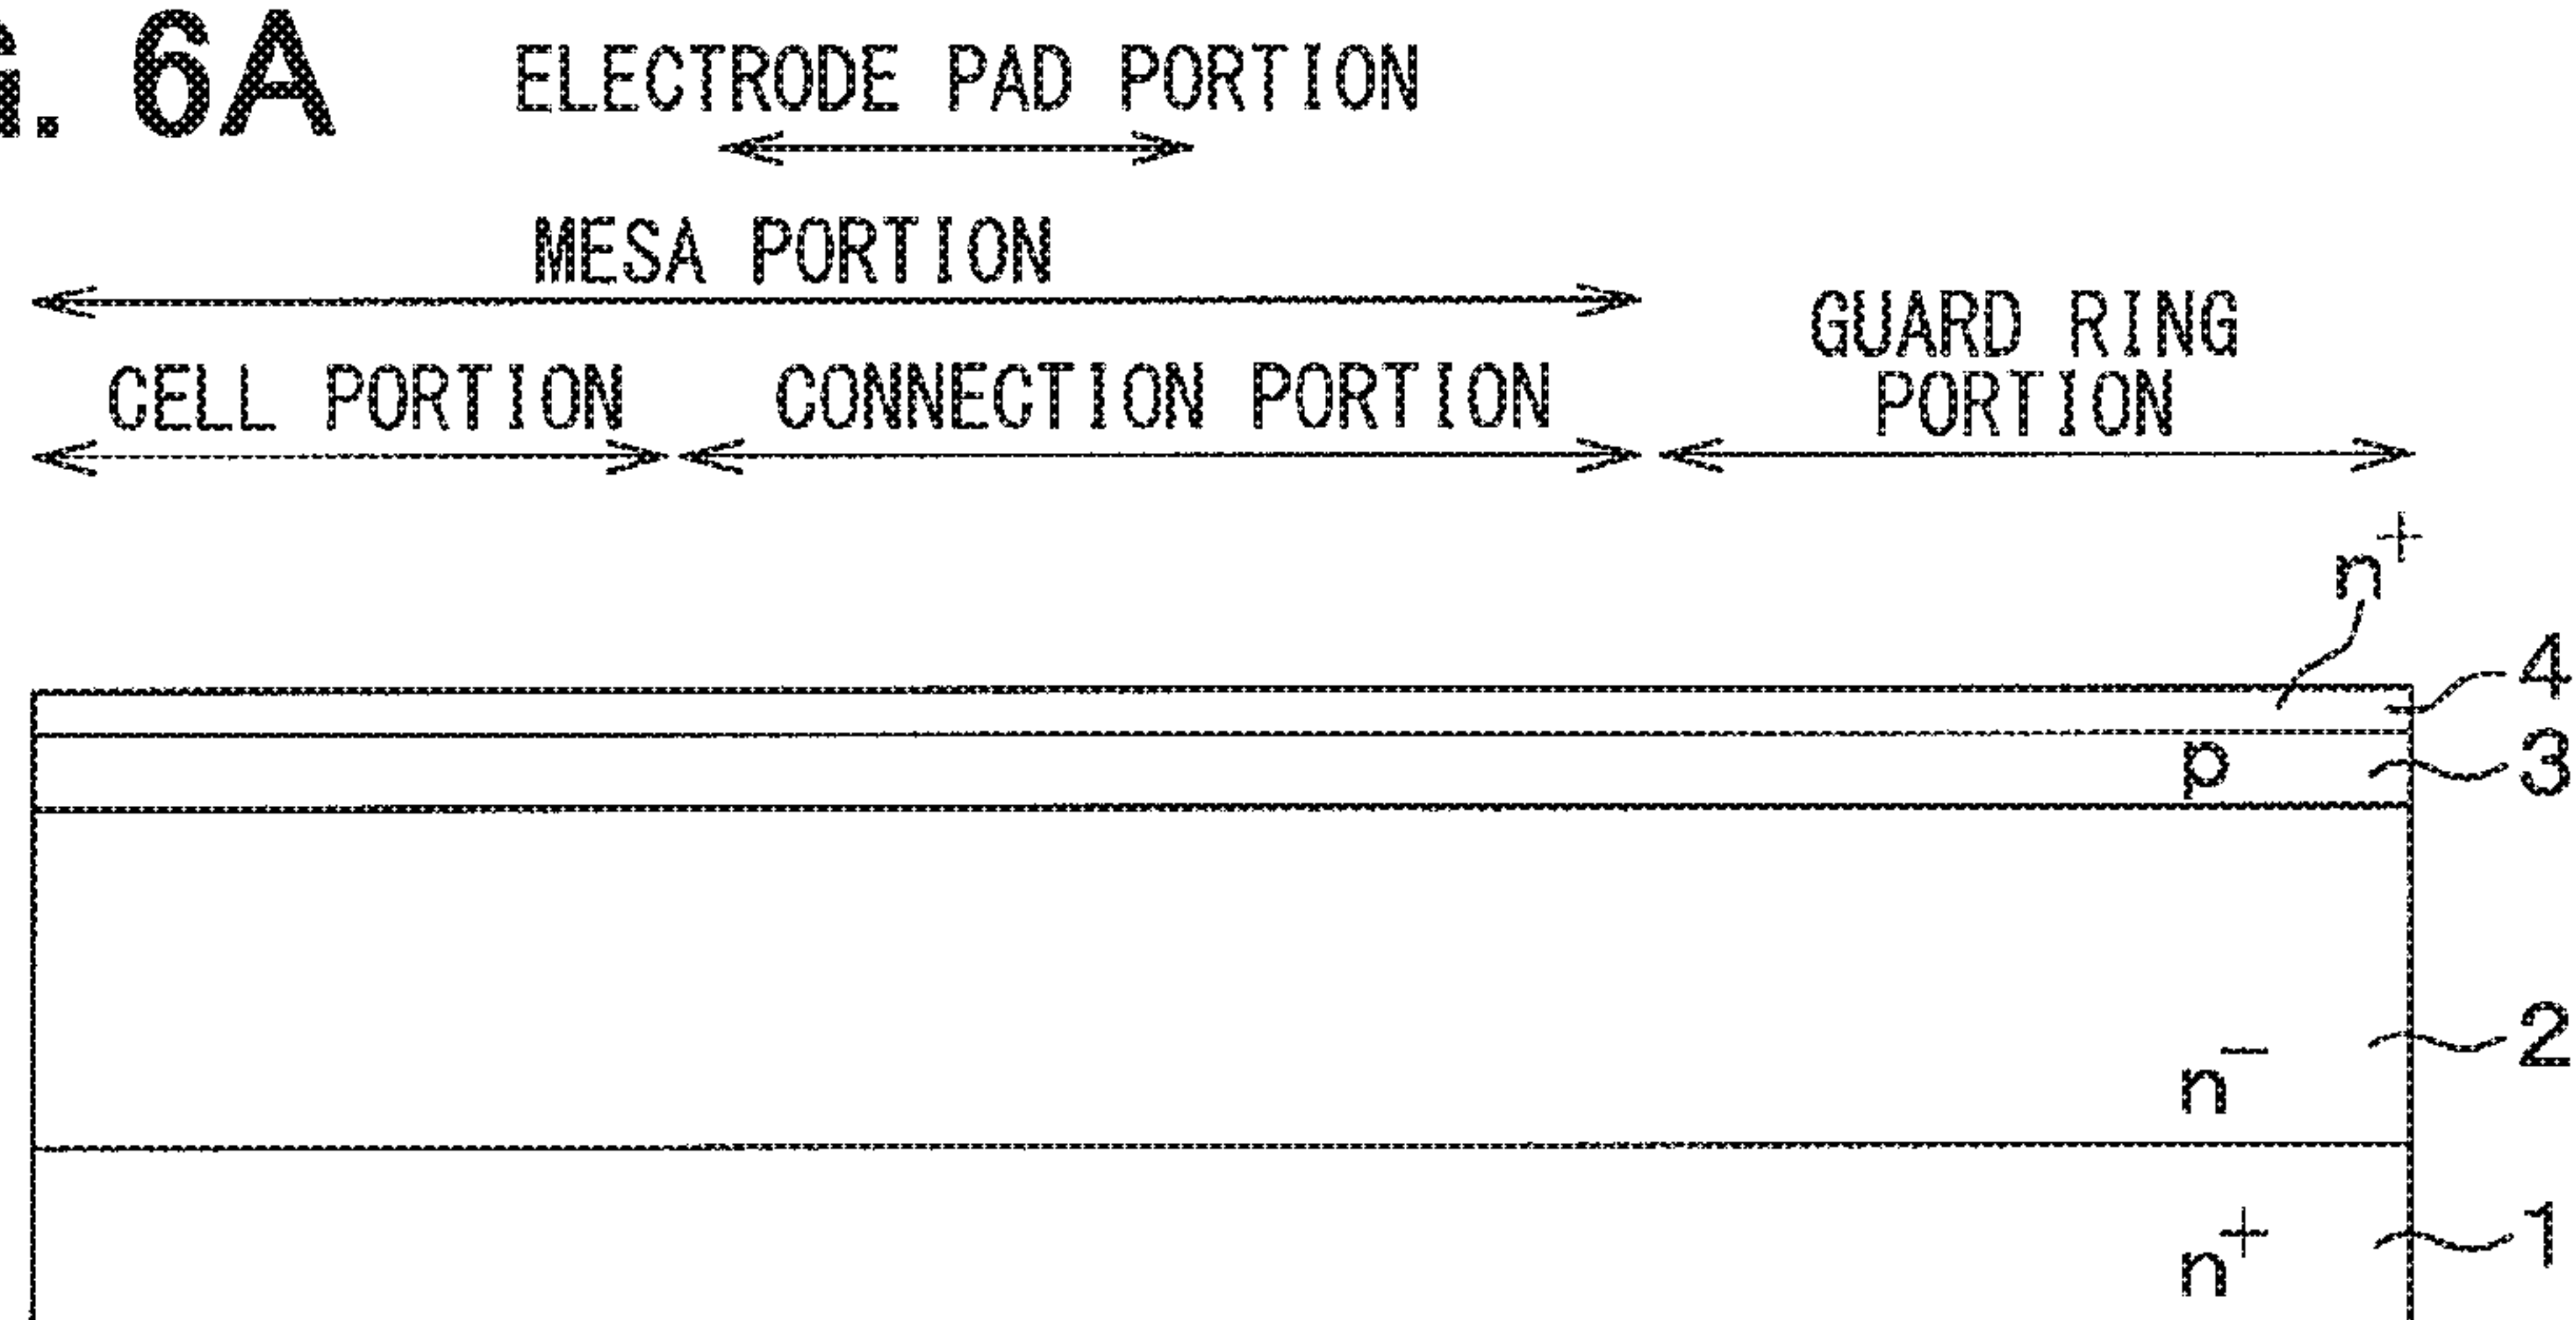 G. 6A
ELECTRODE PAD PORTION
MESA PORTION
CELL PORTION
CONNECTION PORTION
GUARD RING
PORTION
n+
4
p
3
n-
2
n+
1